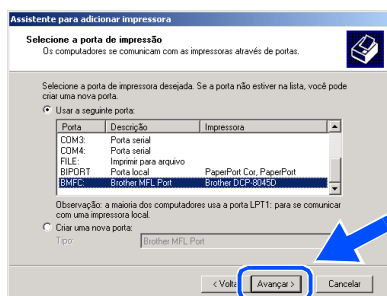 Assistente para adicionar impressora
Selecione a porta de impressão
Os computadores se comunicam com as impressoras através de portas.
Selecione a porta de impressora desejada. Se a porta não estiver na lista, você pode
criar uma nova porta.
Usar a seguinte porta:
Porta Descrição Impressora
COM3: Porta serial
COM4: Porta serial
FILE: Imprimir para arquivo
BIPORT Porta local PaperPort Cor, PaperPort
BMFC: Brother MFL Port Brother DCP-8045D
Observação: a maioria dos computadores usa a porta LPT1: para se comunicar
com uma impressora local.
Criar uma nova porta:
Tipo: Brother MFL Port
< Volta Avançar > Cancelar